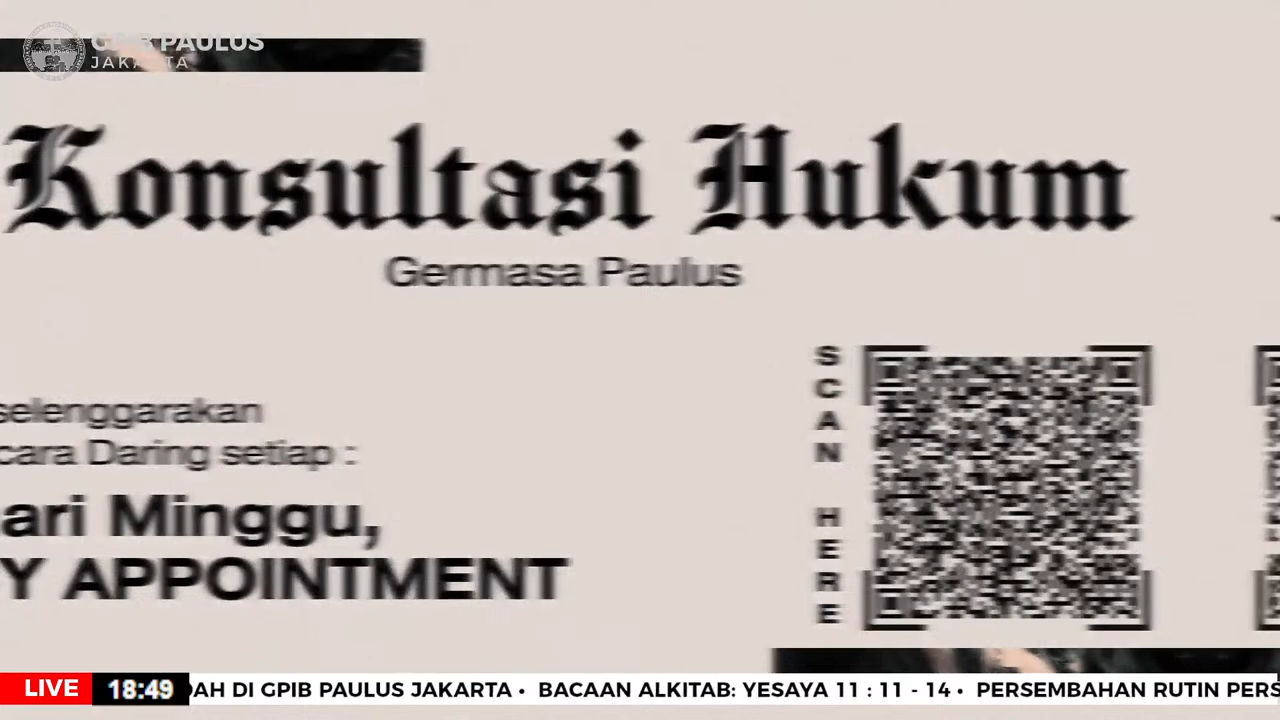 GPIB PAULUS
JAKARTA
Konsultasi Hukum
Germasa Paulus
selenggarakan
cara Daring setiap :
ari Minggu,
Y APPOINTMENT
SCAN HERE
LIVE 18:49 DAH DI GPIB PAULUS JAKARTA • BACAAN ALKITAB: YESAYA 11 : 11 - 14 • PERSEMBAHAN RUTIN PERS